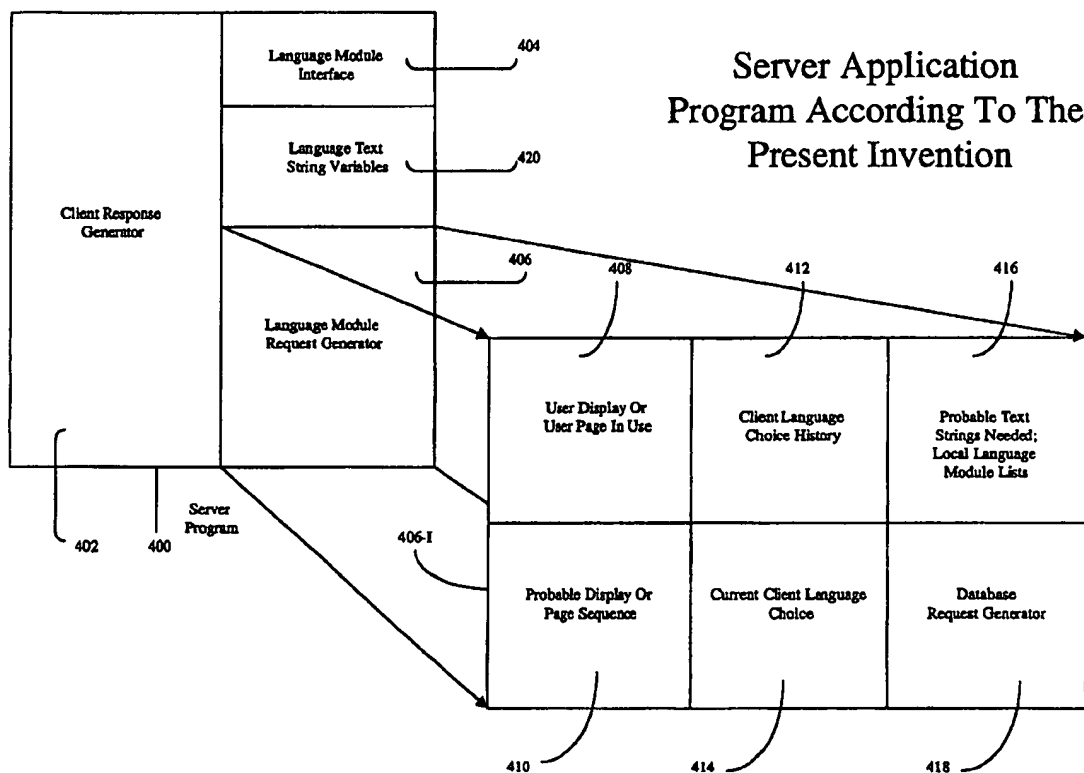 Server Application
Program According To The
Present Invention
Language Module
Interface
404
Language Text
String Variables
420
Client Response
Generator
406
Language Module
Request Generator
402
400
Server
Program
408
412
416
User Display Or
User Page In Use
Client Language
Choice History
Probable Text
Strings Needed;
Local Language
Module Lists
406-I
Probable Display Or
Page Sequence
Current Client Language
Choice
Database
Request Generator
410
414
418